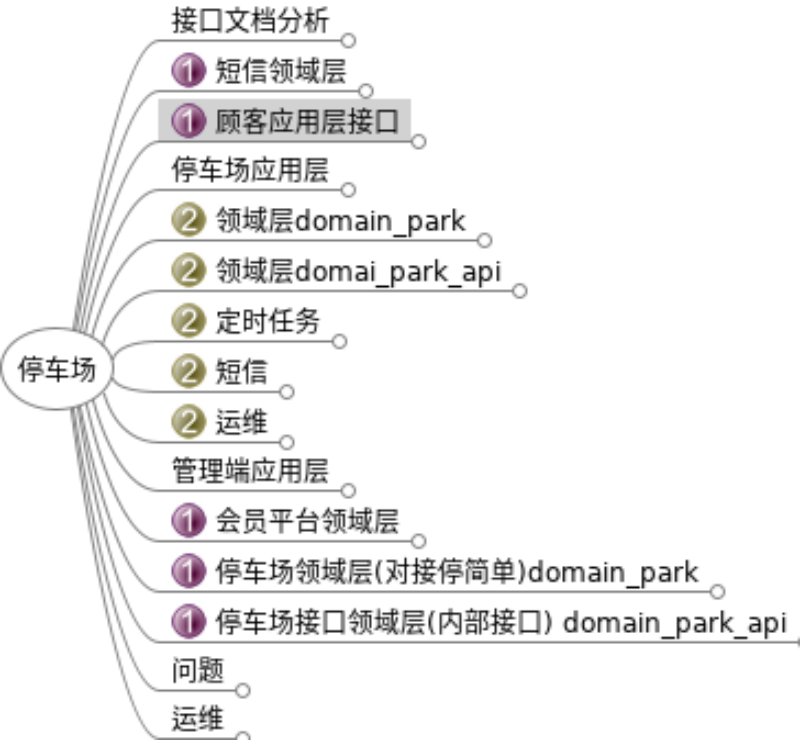 接口文档分析
1 短信领域层
1 顾客应用层接口
停车场应用层
2 领域层domain_park
2 领域层domai_park_api
2 定时任务
停车场
2 短信
2 运维
管理端应用层
1 会员平台领域层
1 停车场领域层(对接停简单)domain_park
1 停车场接口领域层(内部接口) domain_park_api
问题
运维